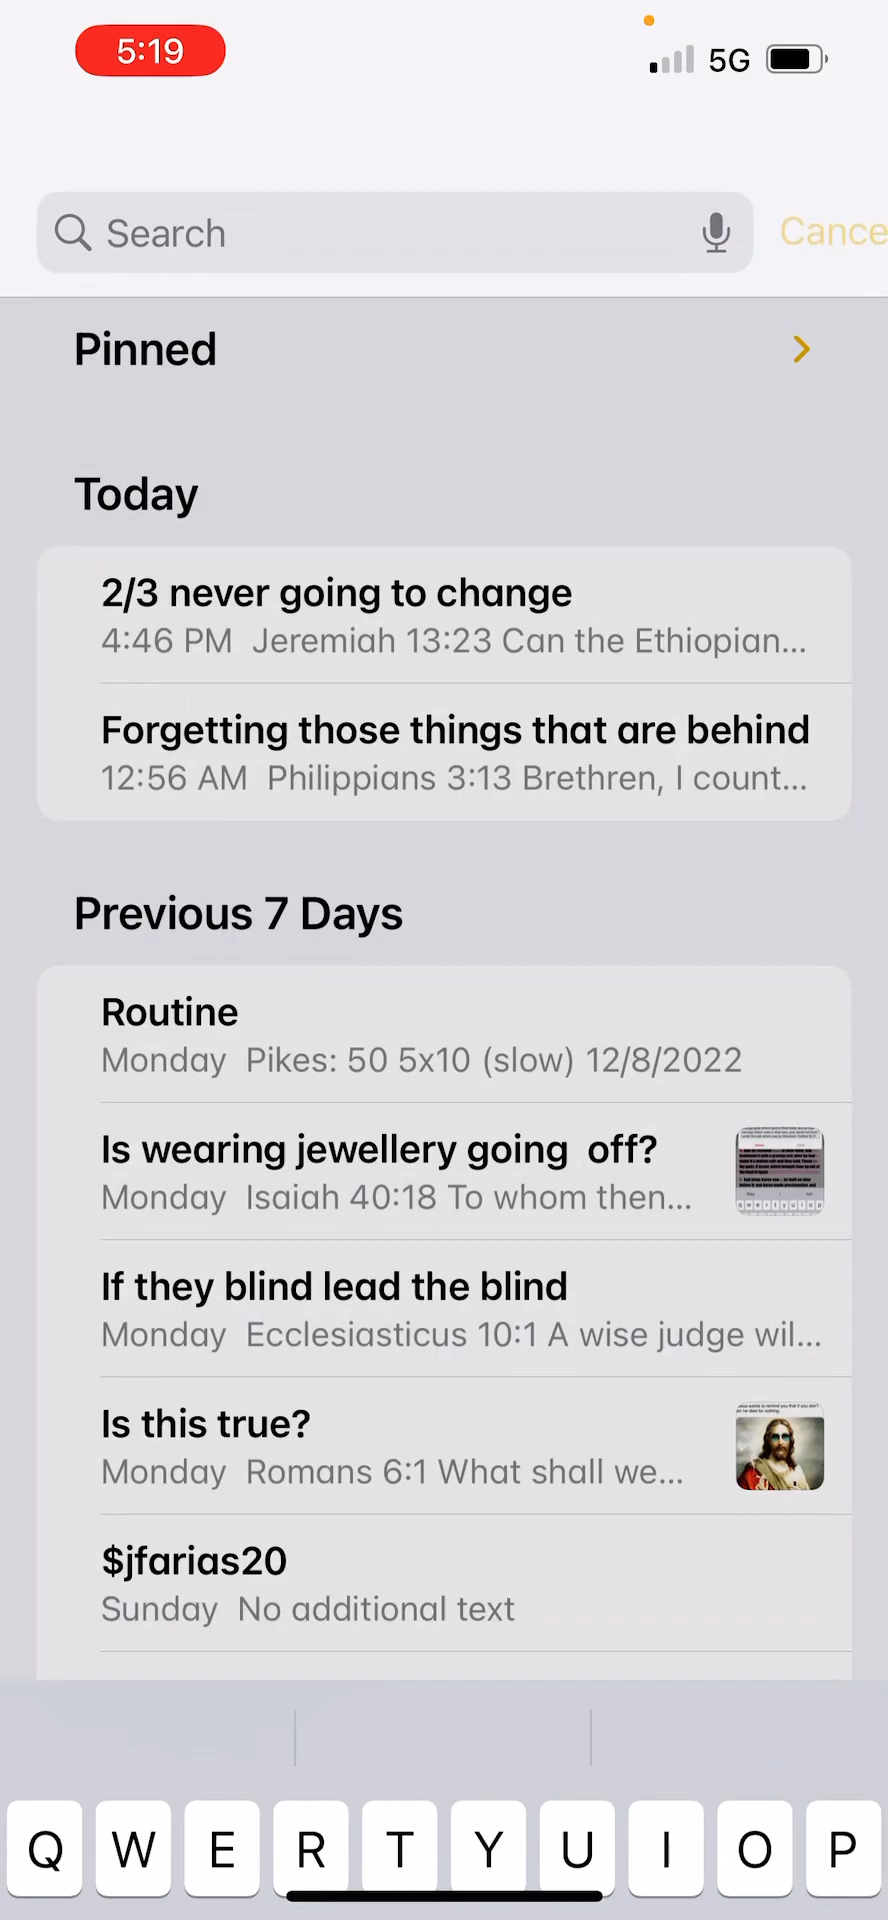 5:19
5G
Search
Cance
Pinned
Today
2/3 never going to change
4:46 PM Jeremiah 13:23 Can the Ethiopian...
Forgetting those things that are behind
12:56 AM Philippians 3:13 Brethren, I count...
Previous 7 Days
Routine
Monday Pikes: 50 5x10 (slow) 12/8/2022
Is wearing jewellery going off?
Monday Isaiah 40:18 To whom then...
If they blind lead the blind
Monday Ecclesiasticus 10:1 A wise judge wil...
Is this true?
Monday Romans 6:1 What shall we...
$jfarias20
Sunday No additional text
Q W E R T Y U I O P